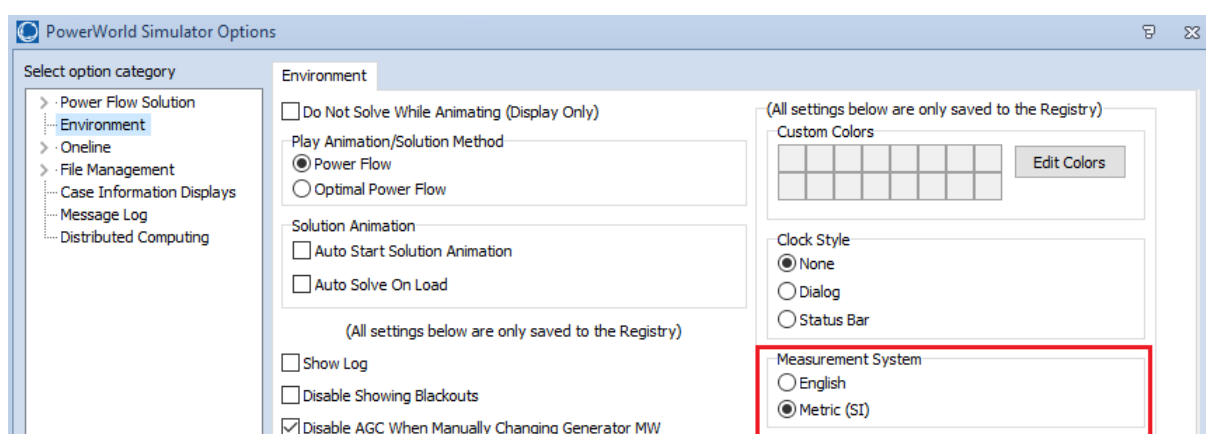 PowerWorld Simulator Options
Select option category
Power Flow Solution
Environment
Oneline
File Management
Case Information Displays
Message Log
Distributed Computing
Environment
Do Not Solve While Animating (Display Only)
Play Animation/Solution Method
Power Flow
Optimal Power Flow
Solution Animation
Auto Start Solution Animation
Auto Solve On Load
(All settings below are only saved to the Registry)
Show Log
Disable Showing Blackouts
Disable AGC When Manually Changing Generator MW
(All settings below are only saved to the Registry)
Custom Colors
Edit Colors
Clock Style
None
Dialog
Status Bar
Measurement System
English
Metric (SI)